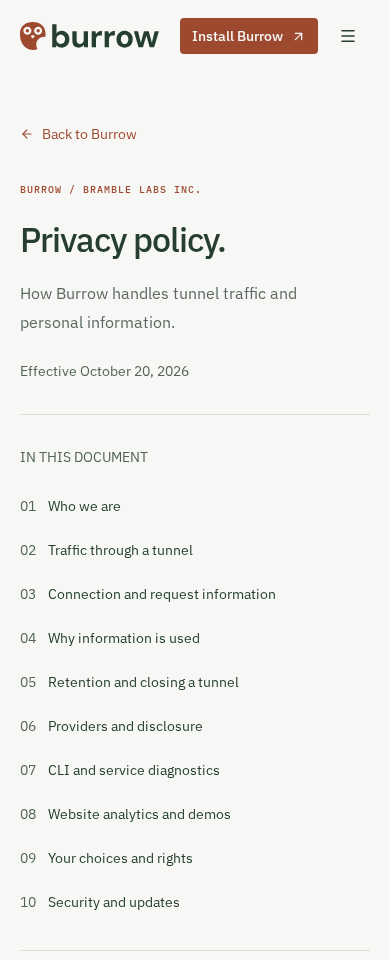 burrow
Install Burrow
Back to Burrow
BURROW / BRAMBLE LABS INC.
Privacy policy.
How Burrow handles tunnel traffic and
personal information.
Effective October 20, 2026
IN THIS DOCUMENT
01 Who we are
02 Traffic through a tunnel
03 Connection and request information
04 Why information is used
05 Retention and closing a tunnel
06 Providers and disclosure
07 CLI and service diagnostics
08 Website analytics and demos
09 Your choices and rights
10 Security and updates